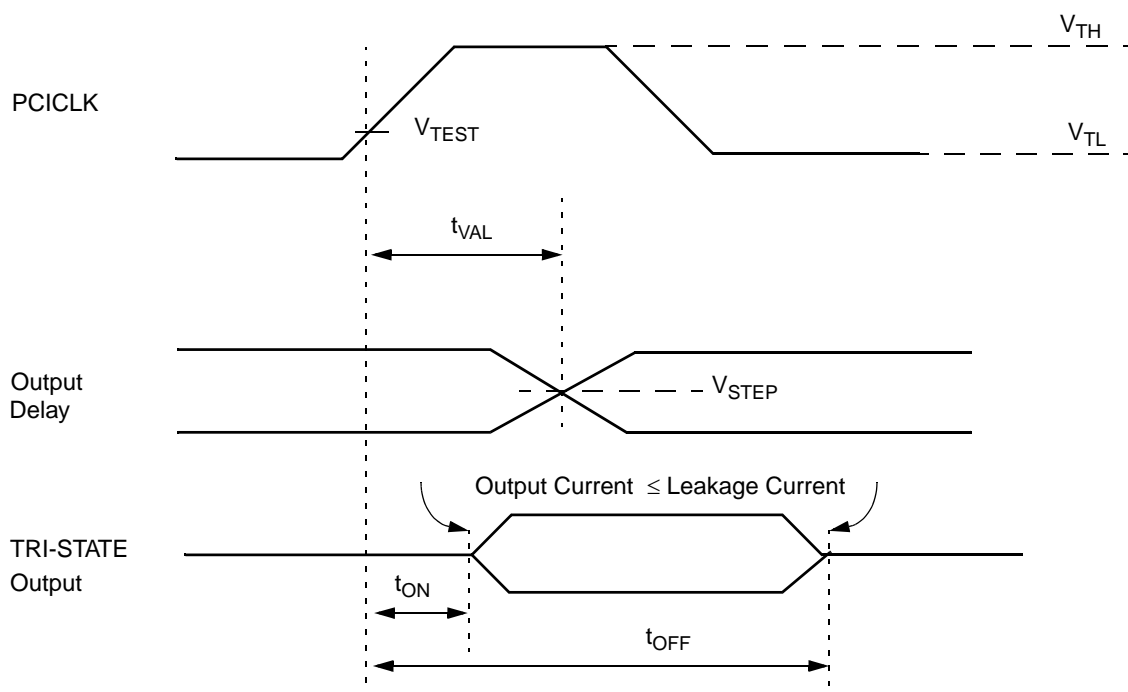 V_TH
PCICLK
V_TEST
V_TL
t_VAL
Output
Delay
V_STEP
Output Current ≤ Leakage Current
TRI-STATE
Output
t_ON
t_OFF